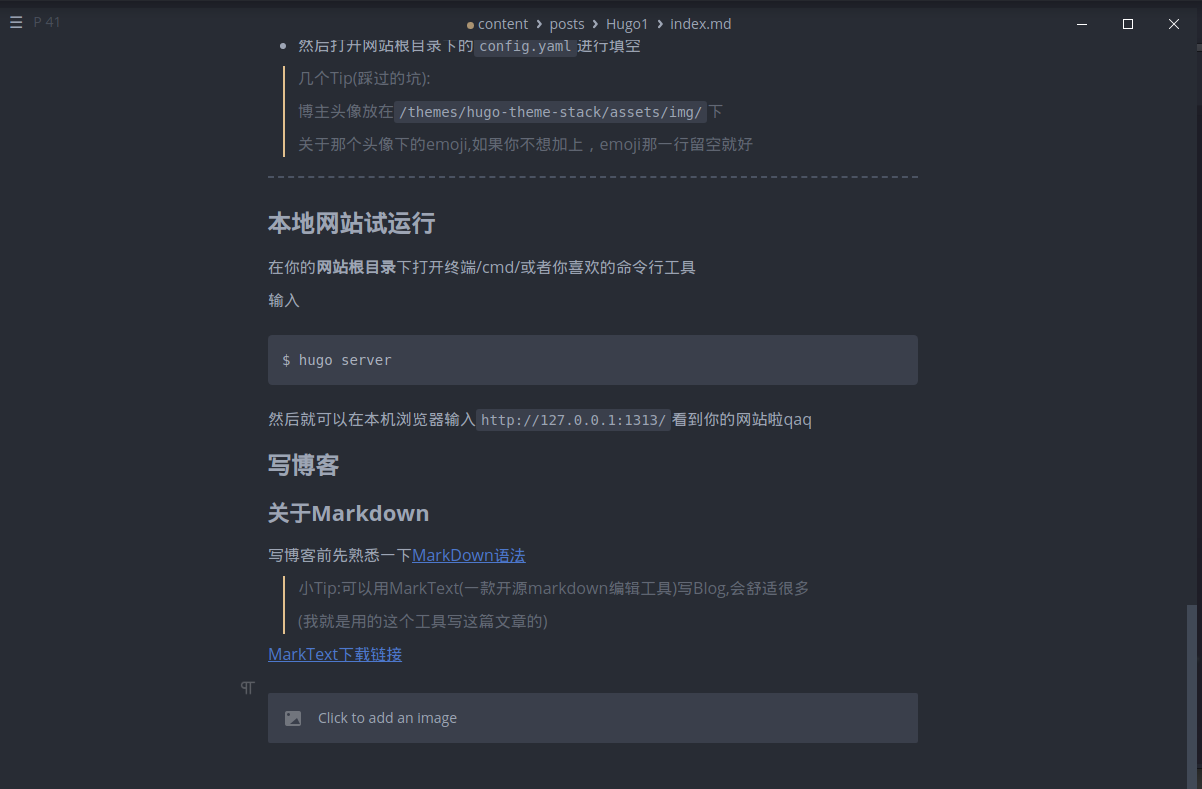 ☰ P 41
content › posts › Hugo1 › index.md
然后打开网站根目录下的config.yaml进行填空
几个Tip(踩过的坑):
博主头像放在/themes/hugo-theme-stack/assets/img/下
关于那个头像下的emoji,如果你不想加上，emoji那一行留空就好
本地网站试运行
在你的网站根目录下打开终端/cmd/或者你喜欢的命令行工具
输入
$ hugo server
然后就可以在本机浏览器输入http://127.0.0.1:1313/看到你的网站啦qaq
写博客
关于Markdown
写博客前先熟悉一下MarkDown语法
小Tip:可以用MarkText(一款开源markdown编辑工具)写Blog,会舒适很多
(我就是用的这个工具写这篇文章的)
MarkText下载链接
Click to add an image